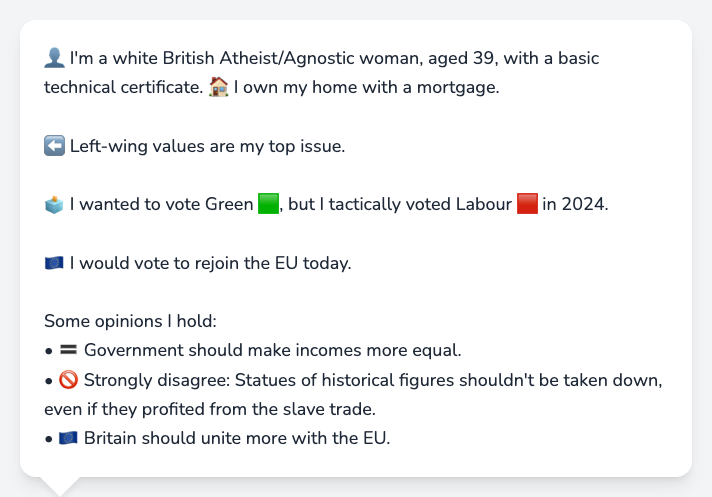 👤 I'm a white British Atheist/Agnostic woman, aged 39, with a basic
technical certificate. 🏠 I own my home with a mortgage.
⬅️ Left-wing values are my top issue.
🗳️ I wanted to vote Green 🟩, but I tactically voted Labour 🟥 in 2024.
🇪🇺 I would vote to rejoin the EU today.
Some opinions I hold:
• 🟰 Government should make incomes more equal.
• 🚫 Strongly disagree: Statues of historical figures shouldn't be taken down,
even if they profited from the slave trade.
• 🇪🇺 Britain should unite more with the EU.